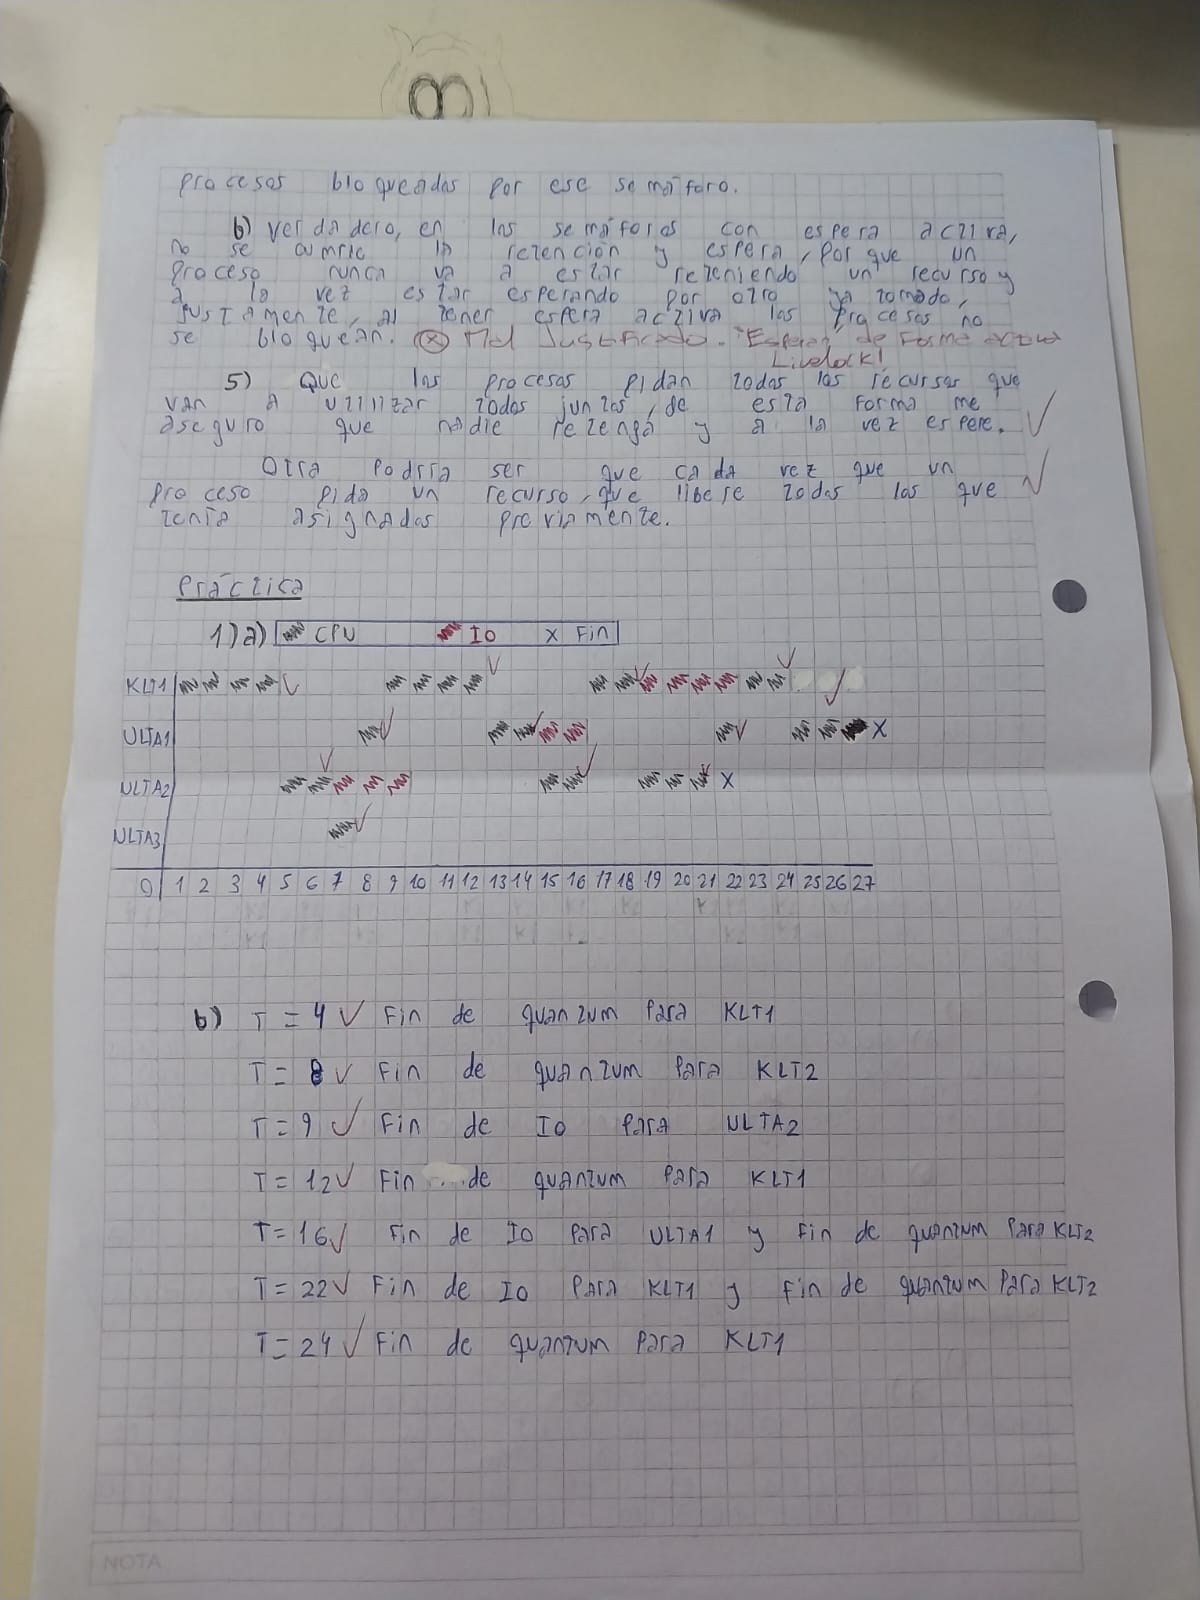 procesos bloqueados por ese semáforo.
b) Verdadero, en los semáforos con espera activa,
no se cumple la retención y espera, por que un
proceso nunca va a estar reteniendo un recurso y
a la vez estar esperando por otro ya tomado,
justamente, al tener espera activa los procesos no
se bloquean. Mal Justificado. "Esperan" de Forma activa
Livelock!
5) Que los procesos pidan todos los recursos que
van a utilizar todos juntos, de esta forma me
aseguro que nadie retenga y a la vez espere.
Otra podría ser que cada vez que un
proceso pida un recurso, que libere todos los que
tenía asignados previamente.
Práctica
1)a) CPU IO X Fin
KLT1
ULTA1 X
ULTA2 X
ULTA3
0 1 2 3 4 5 6 7 8 9 10 11 12 13 14 15 16 17 18 19 20 21 22 23 24 25 26 27
b) T = 4 ✓ Fin de quantum para KLT1
T = 8 ✓ Fin de quantum para KLT2
T = 9 ✓ Fin de IO para ULTA2
T = 12 ✓ Fin de quantum para KLT1
T = 16 ✓ Fin de IO para ULTA1 y fin de quantum para KLT2
T = 22 ✓ Fin de IO para KLT1 y fin de quantum para KLT2
T = 24 ✓ Fin de quantum para KLT1
NOTA